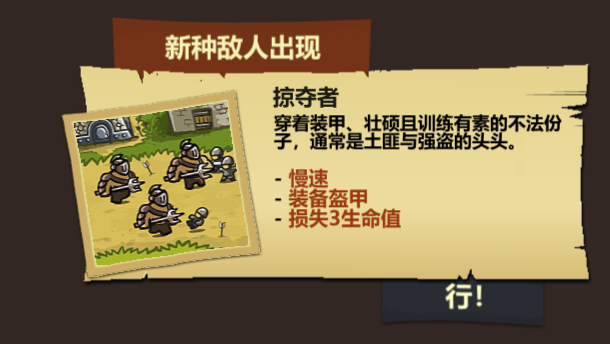 新种敌人出现
掠夺者
穿着装甲、壮硕且训练有素的不法份
子，通常是土匪与强盗的头头。
- 慢速
- 装备盔甲
- 损失3生命值
行！